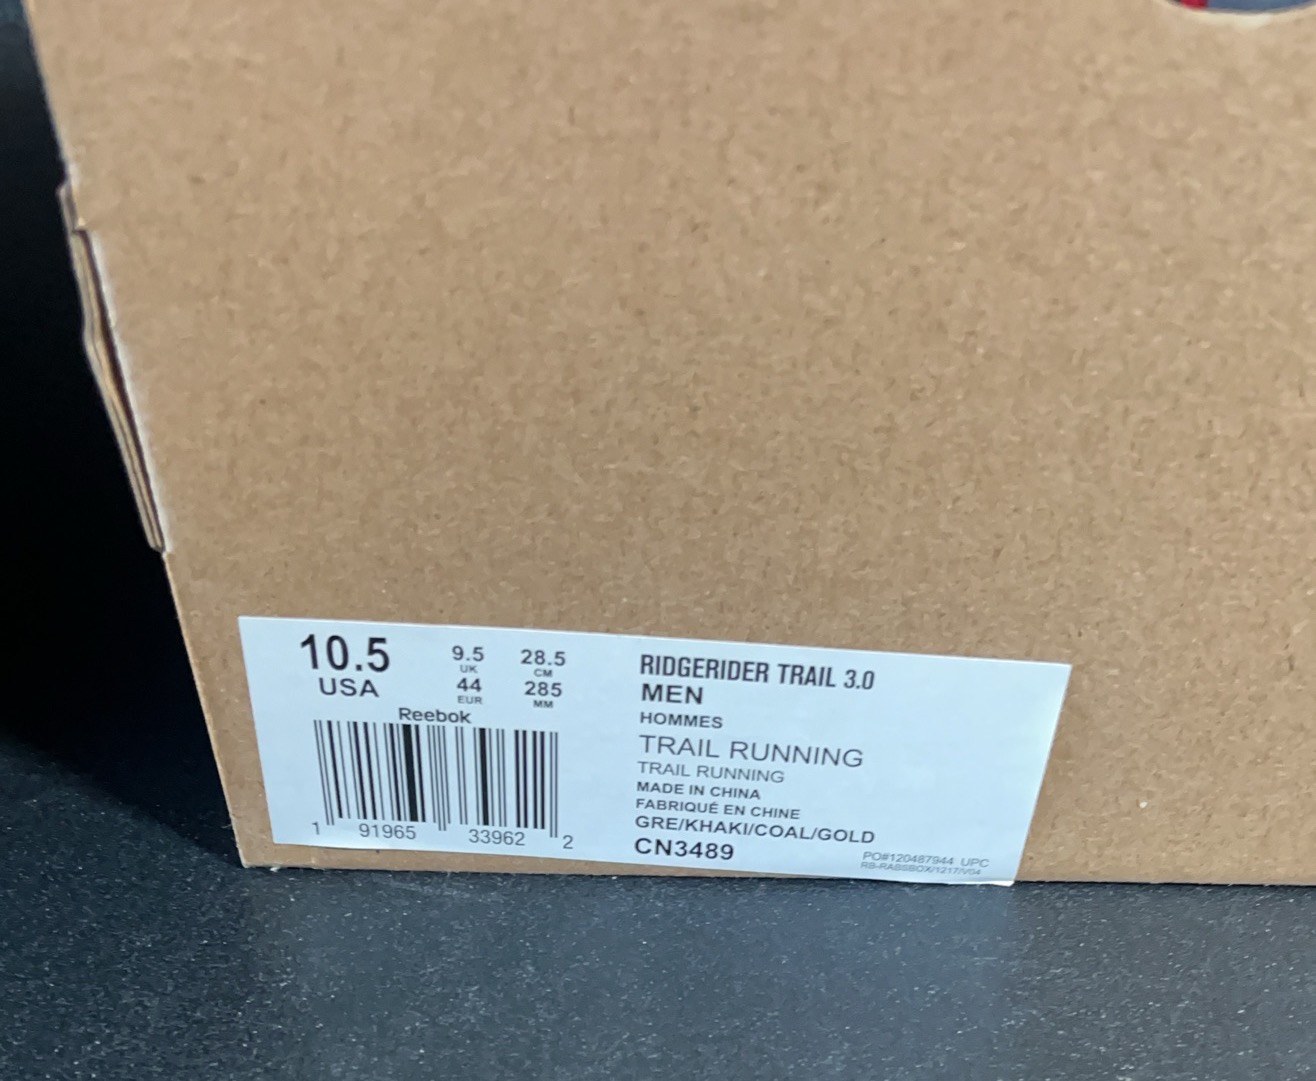 10.5
USA
9.5
UK
44
EUR
28.5
CM
285
MM
Reebok
1 91965 33962 2
RIDGERIDER TRAIL 3.0
MEN
HOMMES
TRAIL RUNNING
TRAIL RUNNING
MADE IN CHINA
FABRIQUÉ EN CHINE
GRE/KHAKI/COAL/GOLD
CN3489
PO#120487944 UPC